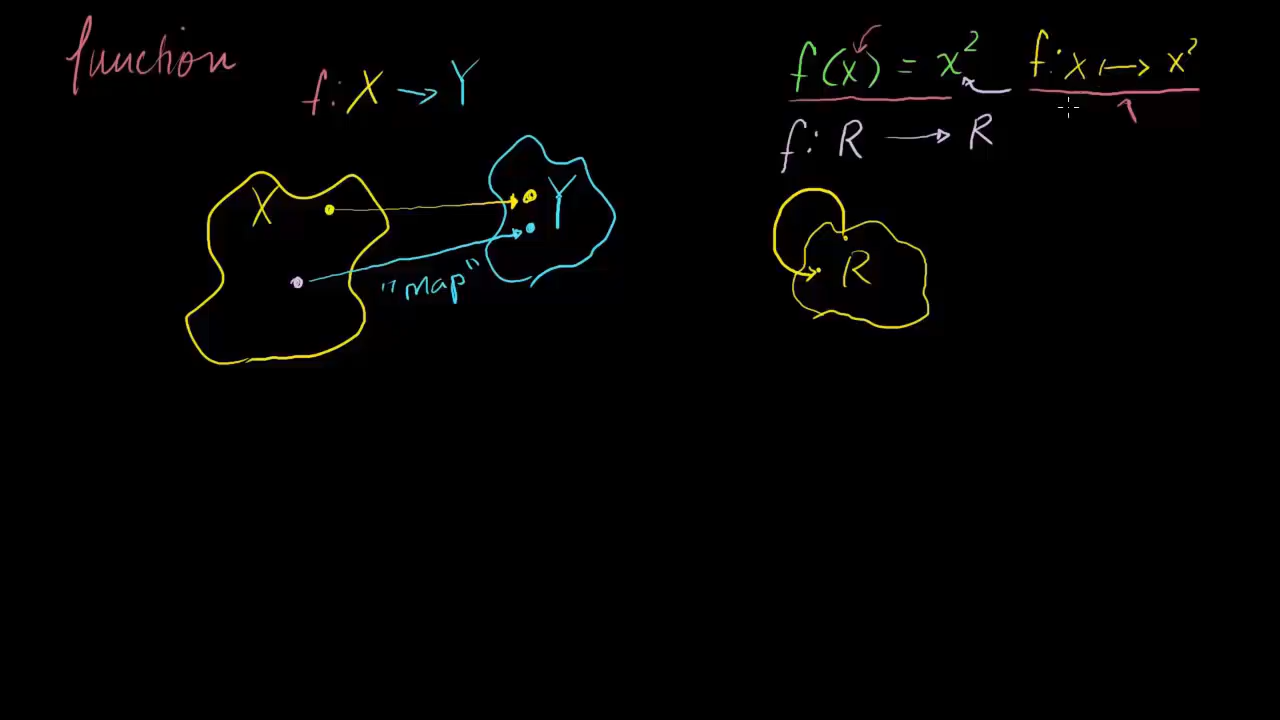 function
f: X → Y
f(x) = x²
f: x ↦ x²
f: R → R
X
Y
"map"
R